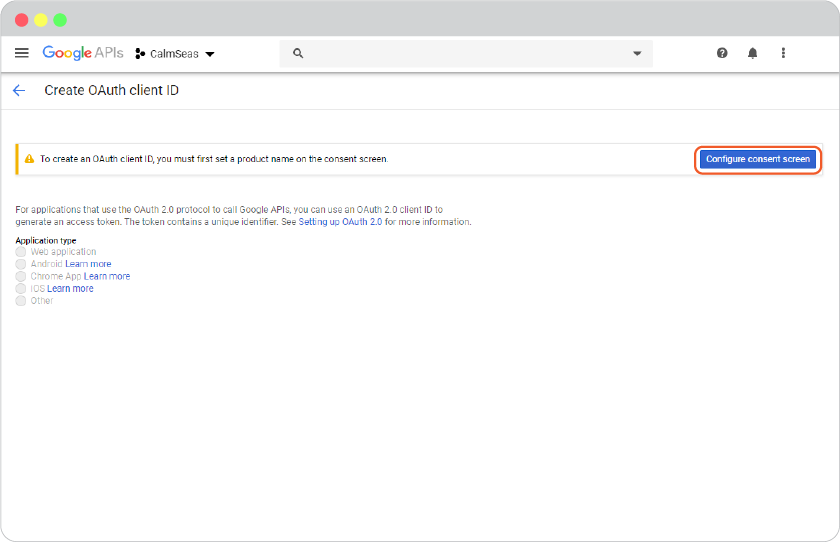 Google APIs CalmSeas
Create OAuth client ID
To create an OAuth client ID, you must first set a product name on the consent screen. Configure consent screen
For applications that use the OAuth 2.0 protocol to call Google APIs, you can use an OAuth 2.0 client ID to
generate an access token. The token contains a unique identifier. See Setting up OAuth 2.0 for more information.
Application type
Web application
Android Learn more
Chrome App Learn more
iOS Learn more
Other